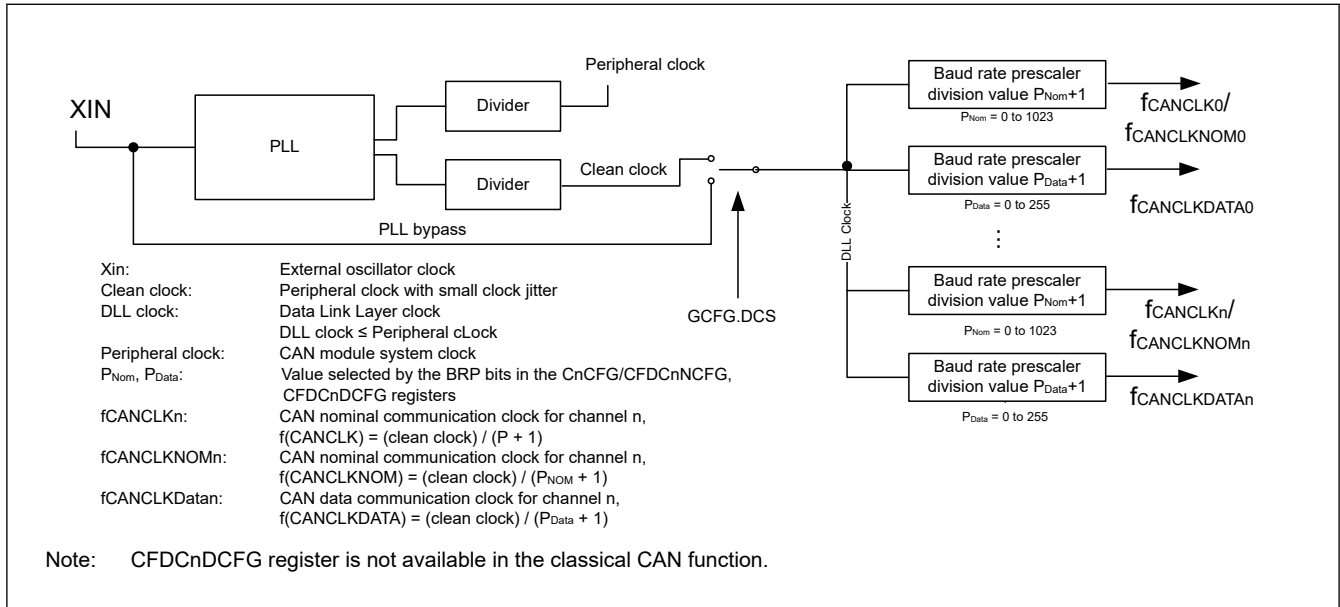 Peripheral clock
XIN
PLL
Divider
Divider
Clean clock
PLL bypass
GCFG.DCS
DLL Clock
Baud rate prescaler
division value PNom+1
PNom = 0 to 1023
fCANCLK0/
fCANCLKNOM0
Baud rate prescaler
division value PData+1
PData = 0 to 255
fCANCLKDATA0
⋮
Baud rate prescaler
division value PNom+1
PNom = 0 to 1023
fCANCLKn/
fCANCLKNOMn
Baud rate prescaler
division value PData+1
PData = 0 to 255
fCANCLKDATAn
Xin: External oscillator clock
Clean clock: Peripheral clock with small clock jitter
DLL clock: Data Link Layer clock
DLL clock ≤ Peripheral cLock
Peripheral clock: CAN module system clock
PNom, PData: Value selected by the BRP bits in the CnCFG/CFDCnNCFG,
CFDCnDCFG registers
fCANCLKn: CAN nominal communication clock for channel n,
f(CANCLK) = (clean clock) / (P + 1)
fCANCLKNOMn: CAN nominal communication clock for channel n,
f(CANCLKNOM) = (clean clock) / (PNOM + 1)
fCANCLKDatan: CAN data communication clock for channel n,
f(CANCLKDATA) = (clean clock) / (PData + 1)
Note: CFDCnDCFG register is not available in the classical CAN function.